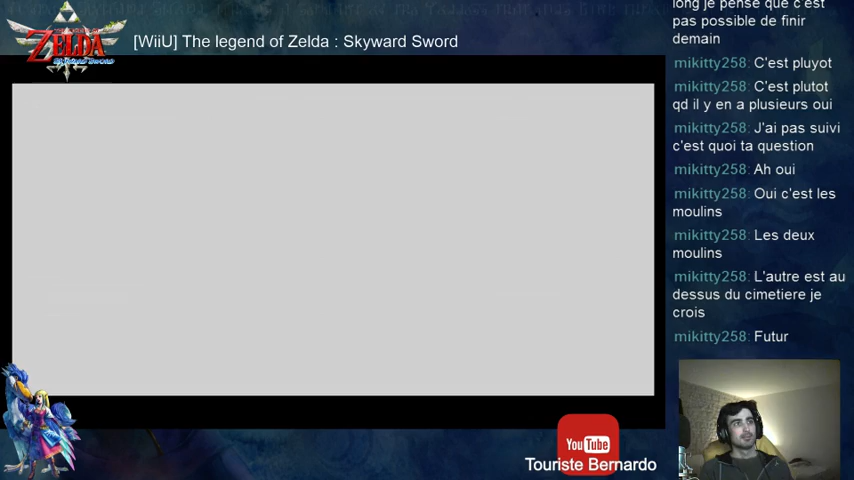 ZELDA
Skyward Sword
[WiiU] The legend of Zelda : Skyward Sword
long je pense que c'est
pas possible de finir
demain
mikitty258: C'est pluyot
mikitty258: C'est plutot
qd il y en a plusieurs oui
mikitty258: J'ai pas suivi
c'est quoi ta question
mikitty258: Ah oui
mikitty258: Oui c'est les
moulins
mikitty258: Les deux
moulins
mikitty258: L'autre est au
dessus du cimetiere je
crois
mikitty258: Futur
YouTube
Touriste Bernardo